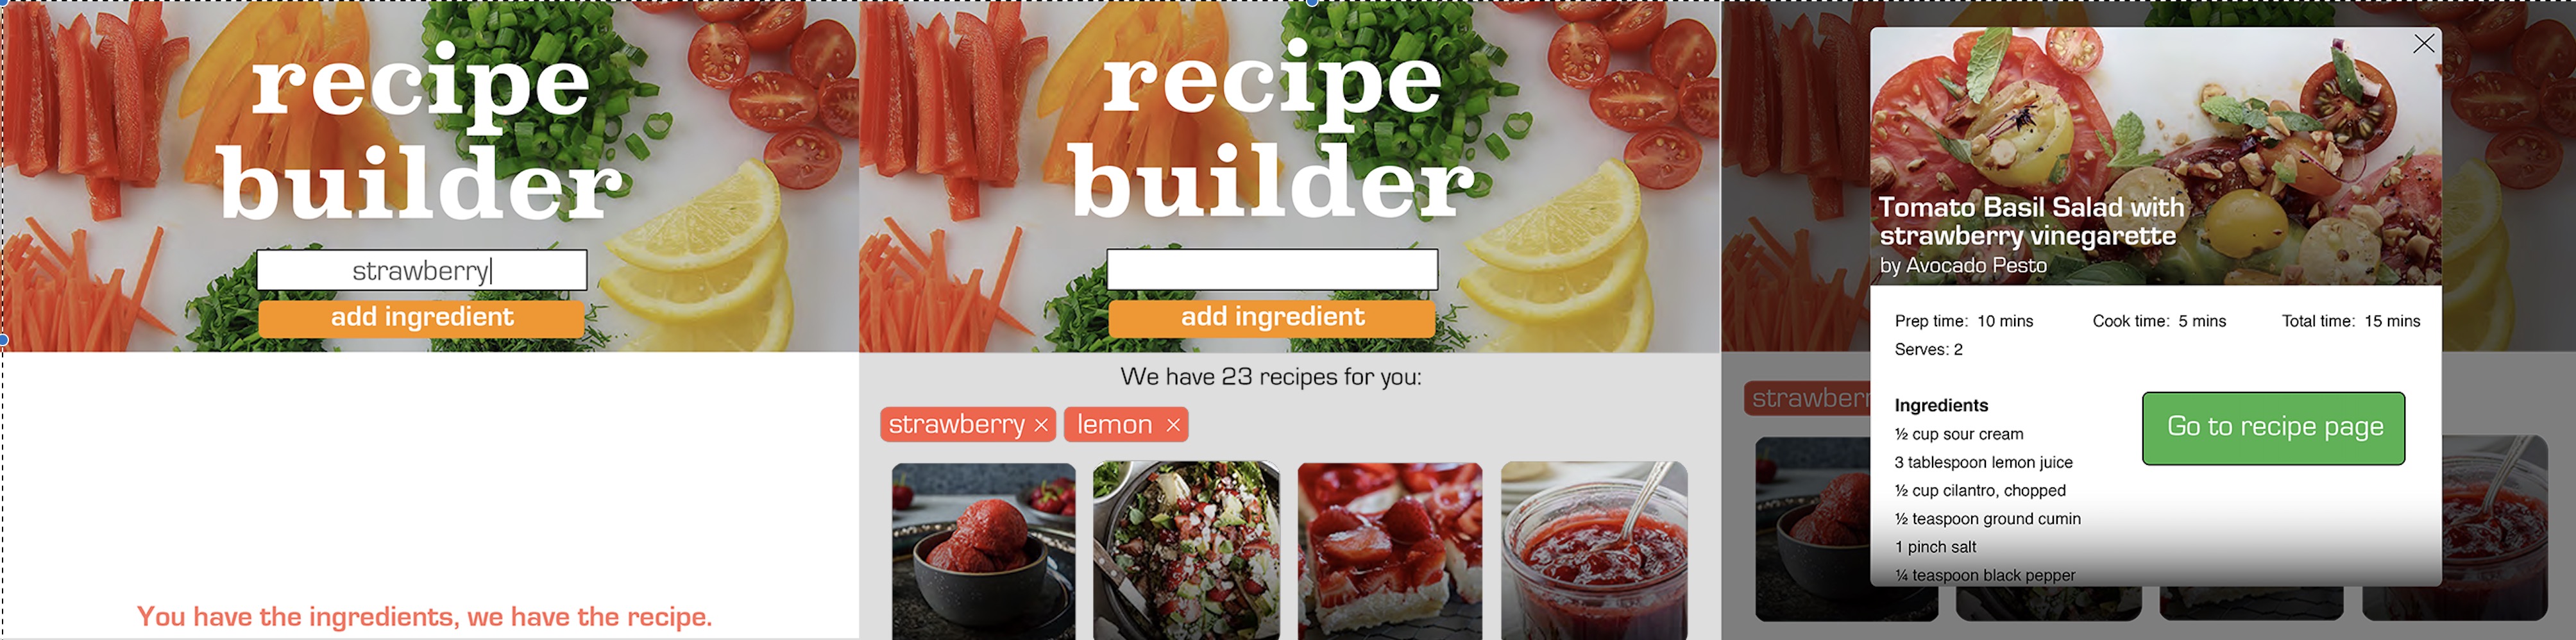 recipe
builder
strawberry
add ingredient
You have the ingredients, we have the recipe.
recipe
builder
add ingredient
We have 23 recipes for you:
strawberry ×
lemon ×
strawberr
Tomato Basil Salad with
strawberry vinegarette
by Avocado Pesto
Prep time: 10 mins
Cook time: 5 mins
Total time: 15 mins
Serves: 2
Ingredients
½ cup sour cream
3 tablespoon lemon juice
½ cup cilantro, chopped
½ teaspoon ground cumin
1 pinch salt
¼ teaspoon black pepper
Go to recipe page